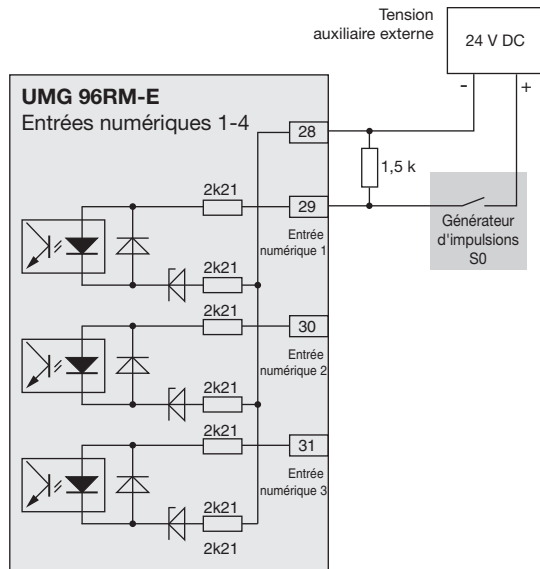 Tension
auxiliaire externe
24 V DC
- +
UMG 96RM-E
Entrées numériques 1-4
28
1,5 k
2k21
29
Générateur
d'impulsions
S0
Entrée
numérique 1
2k21
2k21
30
Entrée
numérique 2
2k21
2k21
31
Entrée
numérique 3
2k21
2k21